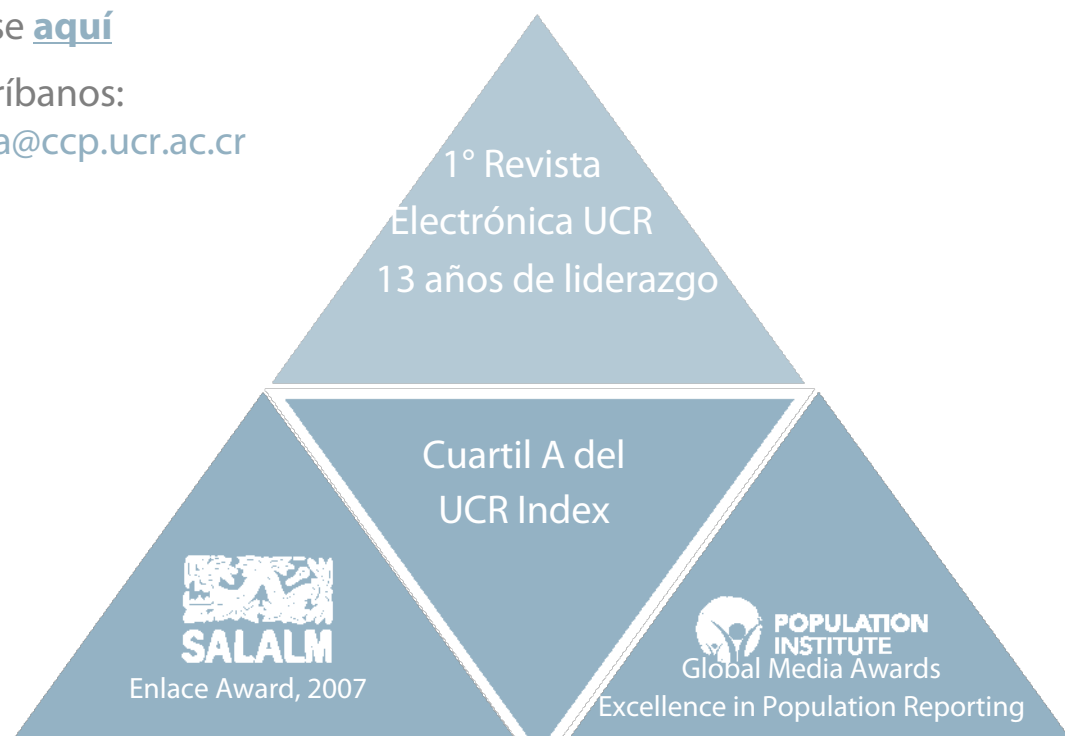 se aquí
ríbanos:
a@ccp.ucr.ac.cr
1° Revista
Electrónica UCR
13 años de liderazgo
Cuartil A del
UCR Index
SALALM
Enlace Award, 2007
POPULATION
INSTITUTE
Global Media Awards
Excellence in Population Reporting